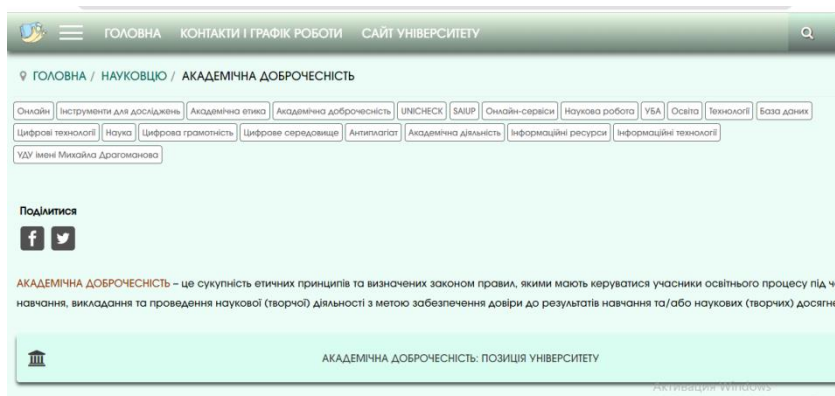 ГОЛОВНА КОНТАКТИ І ГРАФІК РОБОТИ САЙТ УНІВЕРСИТЕТУ
ГОЛОВНА / НАУКОВЦЮ / АКАДЕМІЧНА ДОБРОЧЕСНІСТЬ
Онлайн Інструменти для досліджень Академічна етика Академічна доброчесність UNICHECK SAIUP Онлайн-сервіси Наукова робота УБА Освіта Технології База даних
Цифрові технології Наука Цифрова грамотність Цифрове середовище Антиплагіат Академічна діяльність Інформаційні ресурси Інформаційні технології
УДУ імені Михайла Драгоманова
Поділитися
АКАДЕМІЧНА ДОБРОЧЕСНІСТЬ – це сукупність етичних принципів та визначених законом правил, якими мають керуватися учасники освітнього процесу під ч
навчання, викладання та проведення наукової (творчої) діяльності з метою забезпечення довіри до результатів навчання та/або наукових (творчих) досягне
АКАДЕМІЧНА ДОБРОЧЕСНІСТЬ: ПОЗИЦІЯ УНІВЕРСИТЕТУ
Активация Windows